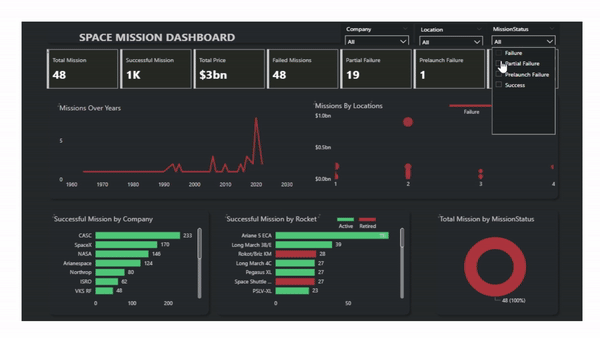 SPACE MISSION DASHBOARD
Company Location MissionStatus
All All All
Failure
Partial Failure
Prelaunch Failure
Success
Total Mission Successful Mission Total Price Failed Missions Partial Failure Prelaunch Failure
48 1K $3bn 48 19 1
Missions Over Years
5
0
1960 1970 1980 1990 2000 2010 2020 2030
Missions By Locations
Failure
$1.0bn
$0.5bn
$0.0bn
1 2 3 4
Successful Mission by Company
CASC 233
SpaceX 170
NASA
Arianespace 124
Northrop 80
ISRO 62
VKS RF 48
0 100 200
Successful Mission by Rocket
Active Retired
Ariane 5 ECA
Long March 3B/E 39
Rokot/Briz KM 28
Long March 4C 27
Pegasus XL 27
Space Shuttle ... 27
PSLV-XL 23
0 50
Total Mission by MissionStatus
48 (100%)